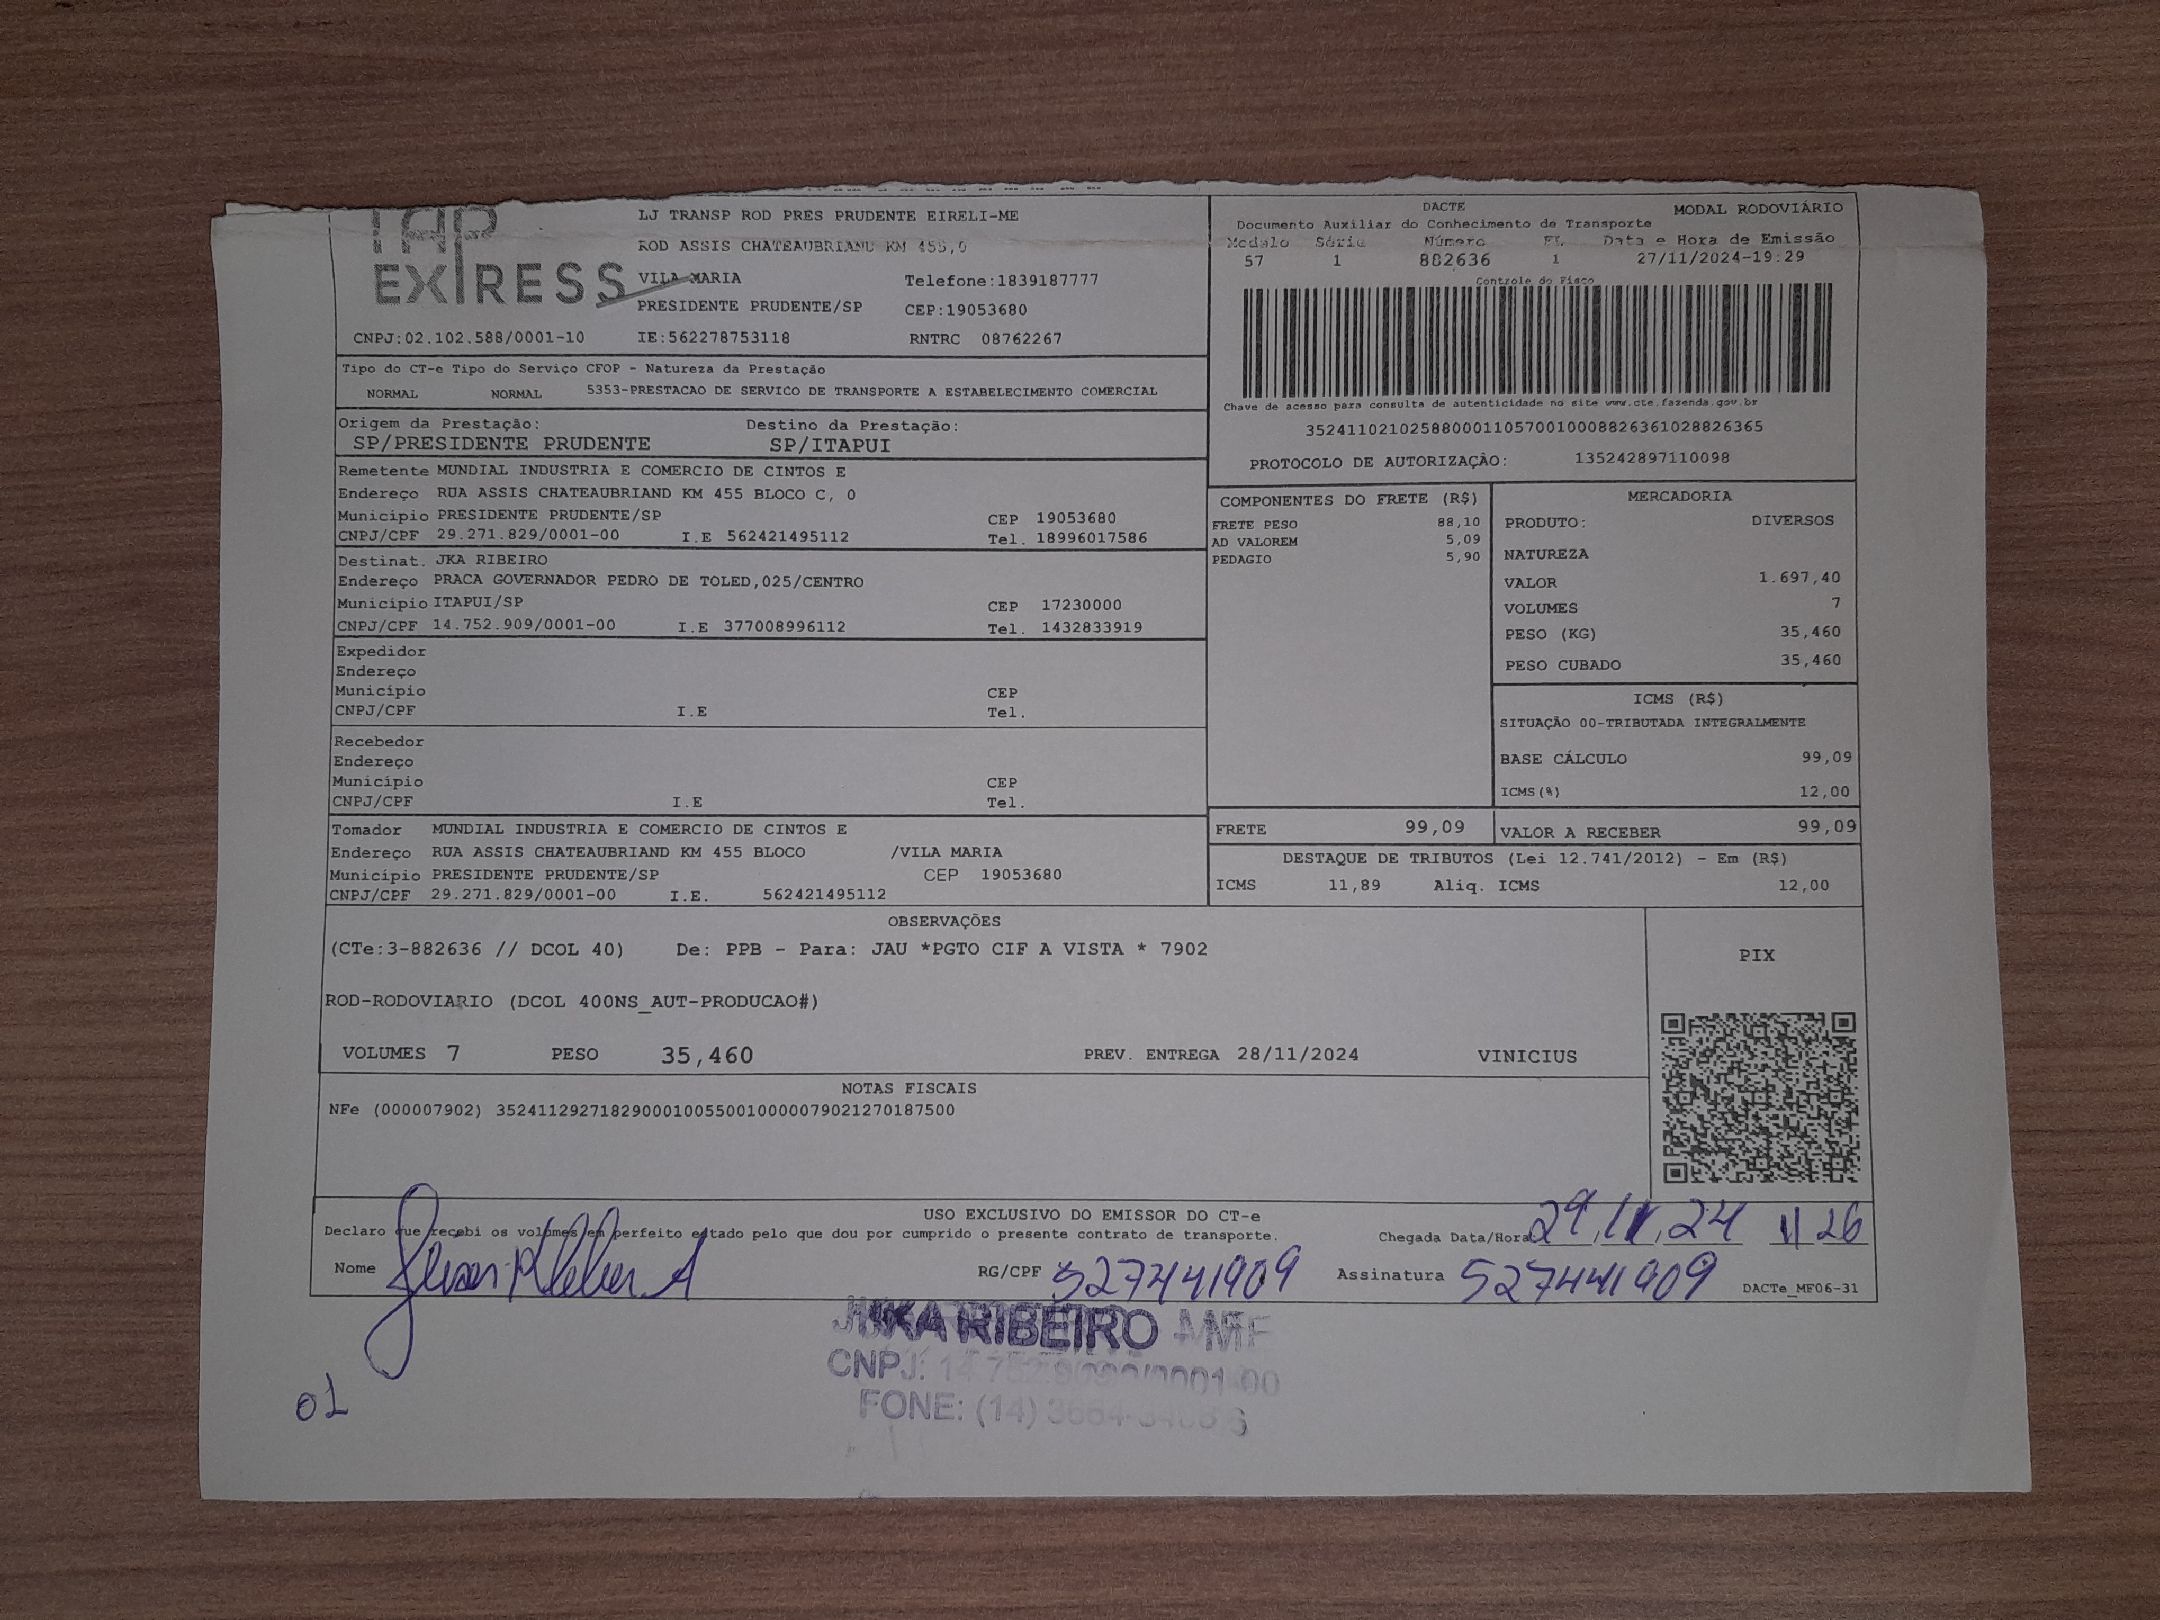 TAP
EXPRESS
LJ TRANSP ROD PRES PRUDENTE EIRELI-ME
ROD ASSIS CHATEAUBRIAND KM 455,0
VILA MARIA Telefone:1839187777
PRESIDENTE PRUDENTE/SP CEP:19053680
CNPJ:02.102.588/0001-10 IE:562278753118 RNTRC 08762267
DACTE MODAL RODOVIÁRIO
Documento Auxiliar do Conhecimento de Transporte
Modelo Série Número FL Data e Hora de Emissão
57 1 882636 1 27/11/2024-19:29
Controle do Fisco
Chave de acesso para consulta de autenticidade no site www.cte.fazenda.gov.br
35241102102588000110570010008826361028826365
PROTOCOLO DE AUTORIZAÇÃO: 135242897110098
Tipo do CT-e Tipo do Serviço CFOP - Natureza da Prestação
NORMAL NORMAL 5353-PRESTACAO DE SERVICO DE TRANSPORTE A ESTABELECIMENTO COMERCIAL
Origem da Prestação: Destino da Prestação:
SP/PRESIDENTE PRUDENTE SP/ITAPUI
Remetente MUNDIAL INDUSTRIA E COMERCIO DE CINTOS E
Endereço RUA ASSIS CHATEAUBRIAND KM 455 BLOCO C, 0
Município PRESIDENTE PRUDENTE/SP CEP 19053680
CNPJ/CPF 29.271.829/0001-00 I.E 562421495112 Tel. 18996017586
Destinat. JKA RIBEIRO
Endereço PRACA GOVERNADOR PEDRO DE TOLED,025/CENTRO
Município ITAPUI/SP CEP 17230000
CNPJ/CPF 14.752.909/0001-00 I.E 377008996112 Tel. 1432833919
Expedidor
Endereço
Município CEP
CNPJ/CPF I.E Tel.
Recebedor
Endereço
Município CEP
CNPJ/CPF I.E Tel.
Tomador MUNDIAL INDUSTRIA E COMERCIO DE CINTOS E
Endereço RUA ASSIS CHATEAUBRIAND KM 455 BLOCO /VILA MARIA
Município PRESIDENTE PRUDENTE/SP CEP 19053680
CNPJ/CPF 29.271.829/0001-00 I.E. 562421495112
COMPONENTES DO FRETE (R$)
FRETE PESO 88,10
AD VALOREM 5,09
PEDAGIO 5,90
MERCADORIA
PRODUTO: DIVERSOS
NATUREZA
VALOR 1.697,40
VOLUMES 7
PESO (KG) 35,460
PESO CUBADO 35,460
ICMS (R$)
SITUAÇÃO 00-TRIBUTADA INTEGRALMENTE
BASE CÁLCULO 99,09
ICMS(%) 12,00
FRETE 99,09 VALOR A RECEBER 99,09
DESTAQUE DE TRIBUTOS (Lei 12.741/2012) - Em (R$)
ICMS 11,89 Aliq. ICMS 12,00
OBSERVAÇÕES
(CTe:3-882636 // DCOL 40) De: PPB - Para: JAU *PGTO CIF A VISTA * 7902
ROD-RODOVIARIO (DCOL 400NS_AUT-PRODUCAO#)
PIX
VOLUMES 7 PESO 35,460 PREV. ENTREGA 28/11/2024 VINICIUS
NOTAS FISCAIS
NFe (000007902) 35241129271829000100550010000079021270187500
USO EXCLUSIVO DO EMISSOR DO CT-e
Declaro que recebi os volumes em perfeito estado pelo que dou por cumprido o presente contrato de transporte. Chegada Data/Hora 29/11/24 11 26
Nome RG/CPF 527441909 Assinatura 527441909 DACTe_MF06-31
JKA RIBEIRO
CNPJ: 14.752.909/0001-00
FONE: (14)
01